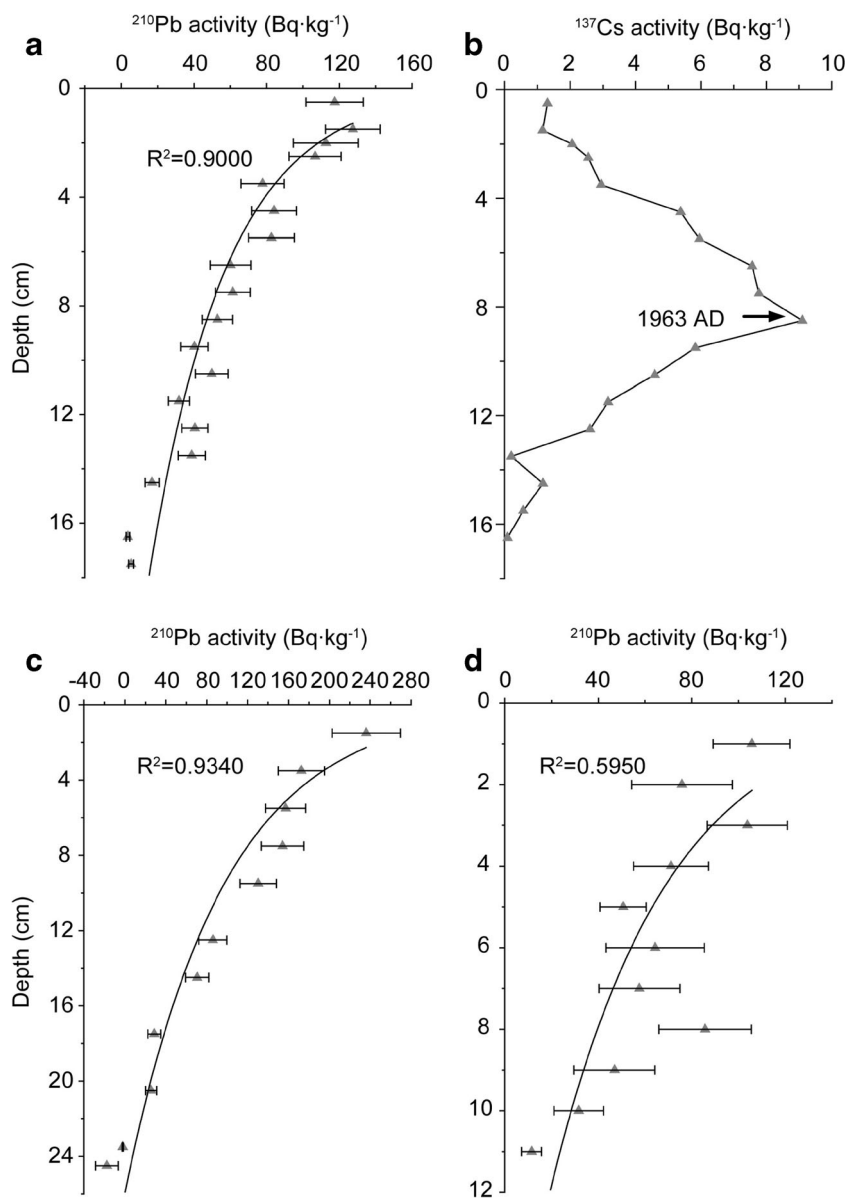 a
²¹⁰Pb activity (Bq·kg⁻¹)
0 40 80 120 160
Depth (cm)
0
4
8
12
16
R²=0.9000
b
¹³⁷Cs activity (Bq·kg⁻¹)
0 2 4 6 8 10
0
4
8
12
16
1963 AD
c
²¹⁰Pb activity (Bq·kg⁻¹)
-40 0 40 80 120 160 200 240 280
Depth (cm)
0
4
8
12
16
20
24
R²=0.9340
d
²¹⁰Pb activity (Bq·kg⁻¹)
0 40 80 120
0
2
4
6
8
10
12
R²=0.5950